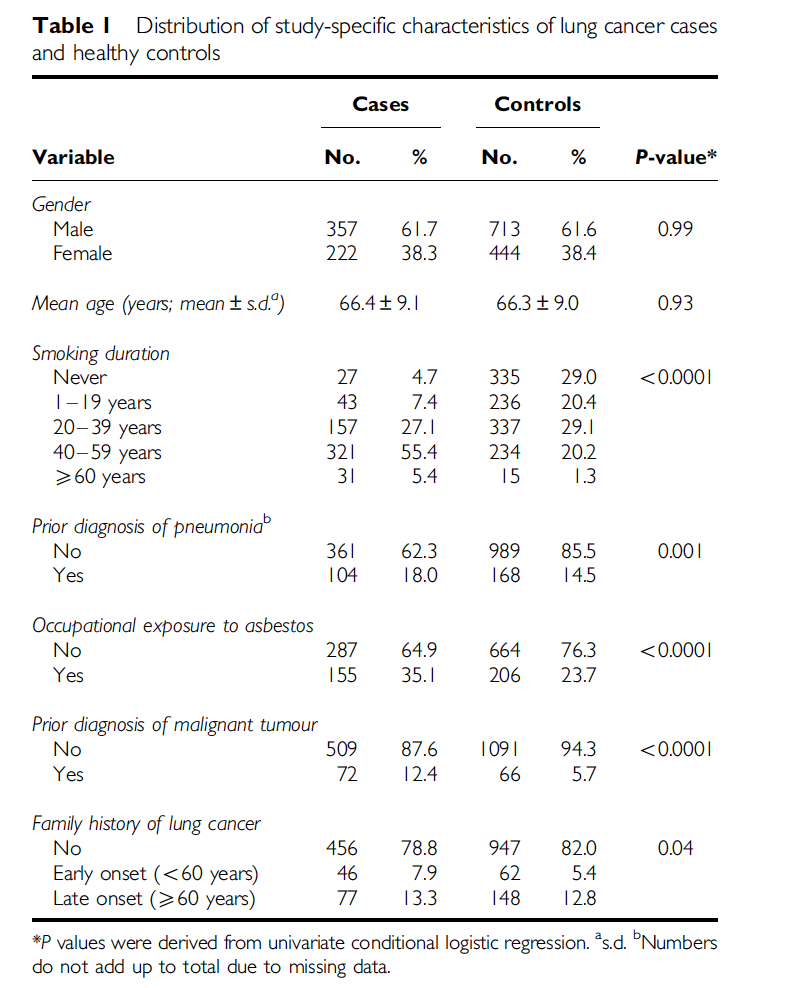 Table 1 Distribution of study-specific characteristics of lung cancer cases
and healthy controls
Cases Controls
Variable No. % No. % P-value*
Gender
Male 357 61.7 713 61.6 0.99
Female 222 38.3 444 38.4
Mean age (years; mean ± s.d.ᵃ) 66.4 ± 9.1 66.3 ± 9.0 0.93
Smoking duration
Never 27 4.7 335 29.0 <0.0001
1–19 years 43 7.4 236 20.4
20–39 years 157 27.1 337 29.1
40–59 years 321 55.4 234 20.2
⩾60 years 31 5.4 15 1.3
Prior diagnosis of pneumoniaᵇ
No 361 62.3 989 85.5 0.001
Yes 104 18.0 168 14.5
Occupational exposure to asbestos
No 287 64.9 664 76.3 <0.0001
Yes 155 35.1 206 23.7
Prior diagnosis of malignant tumour
No 509 87.6 1091 94.3 <0.0001
Yes 72 12.4 66 5.7
Family history of lung cancer
No 456 78.8 947 82.0 0.04
Early onset (<60 years) 46 7.9 62 5.4
Late onset (⩾60 years) 77 13.3 148 12.8
*P values were derived from univariate conditional logistic regression. ᵃs.d. ᵇNumbers
do not add up to total due to missing data.